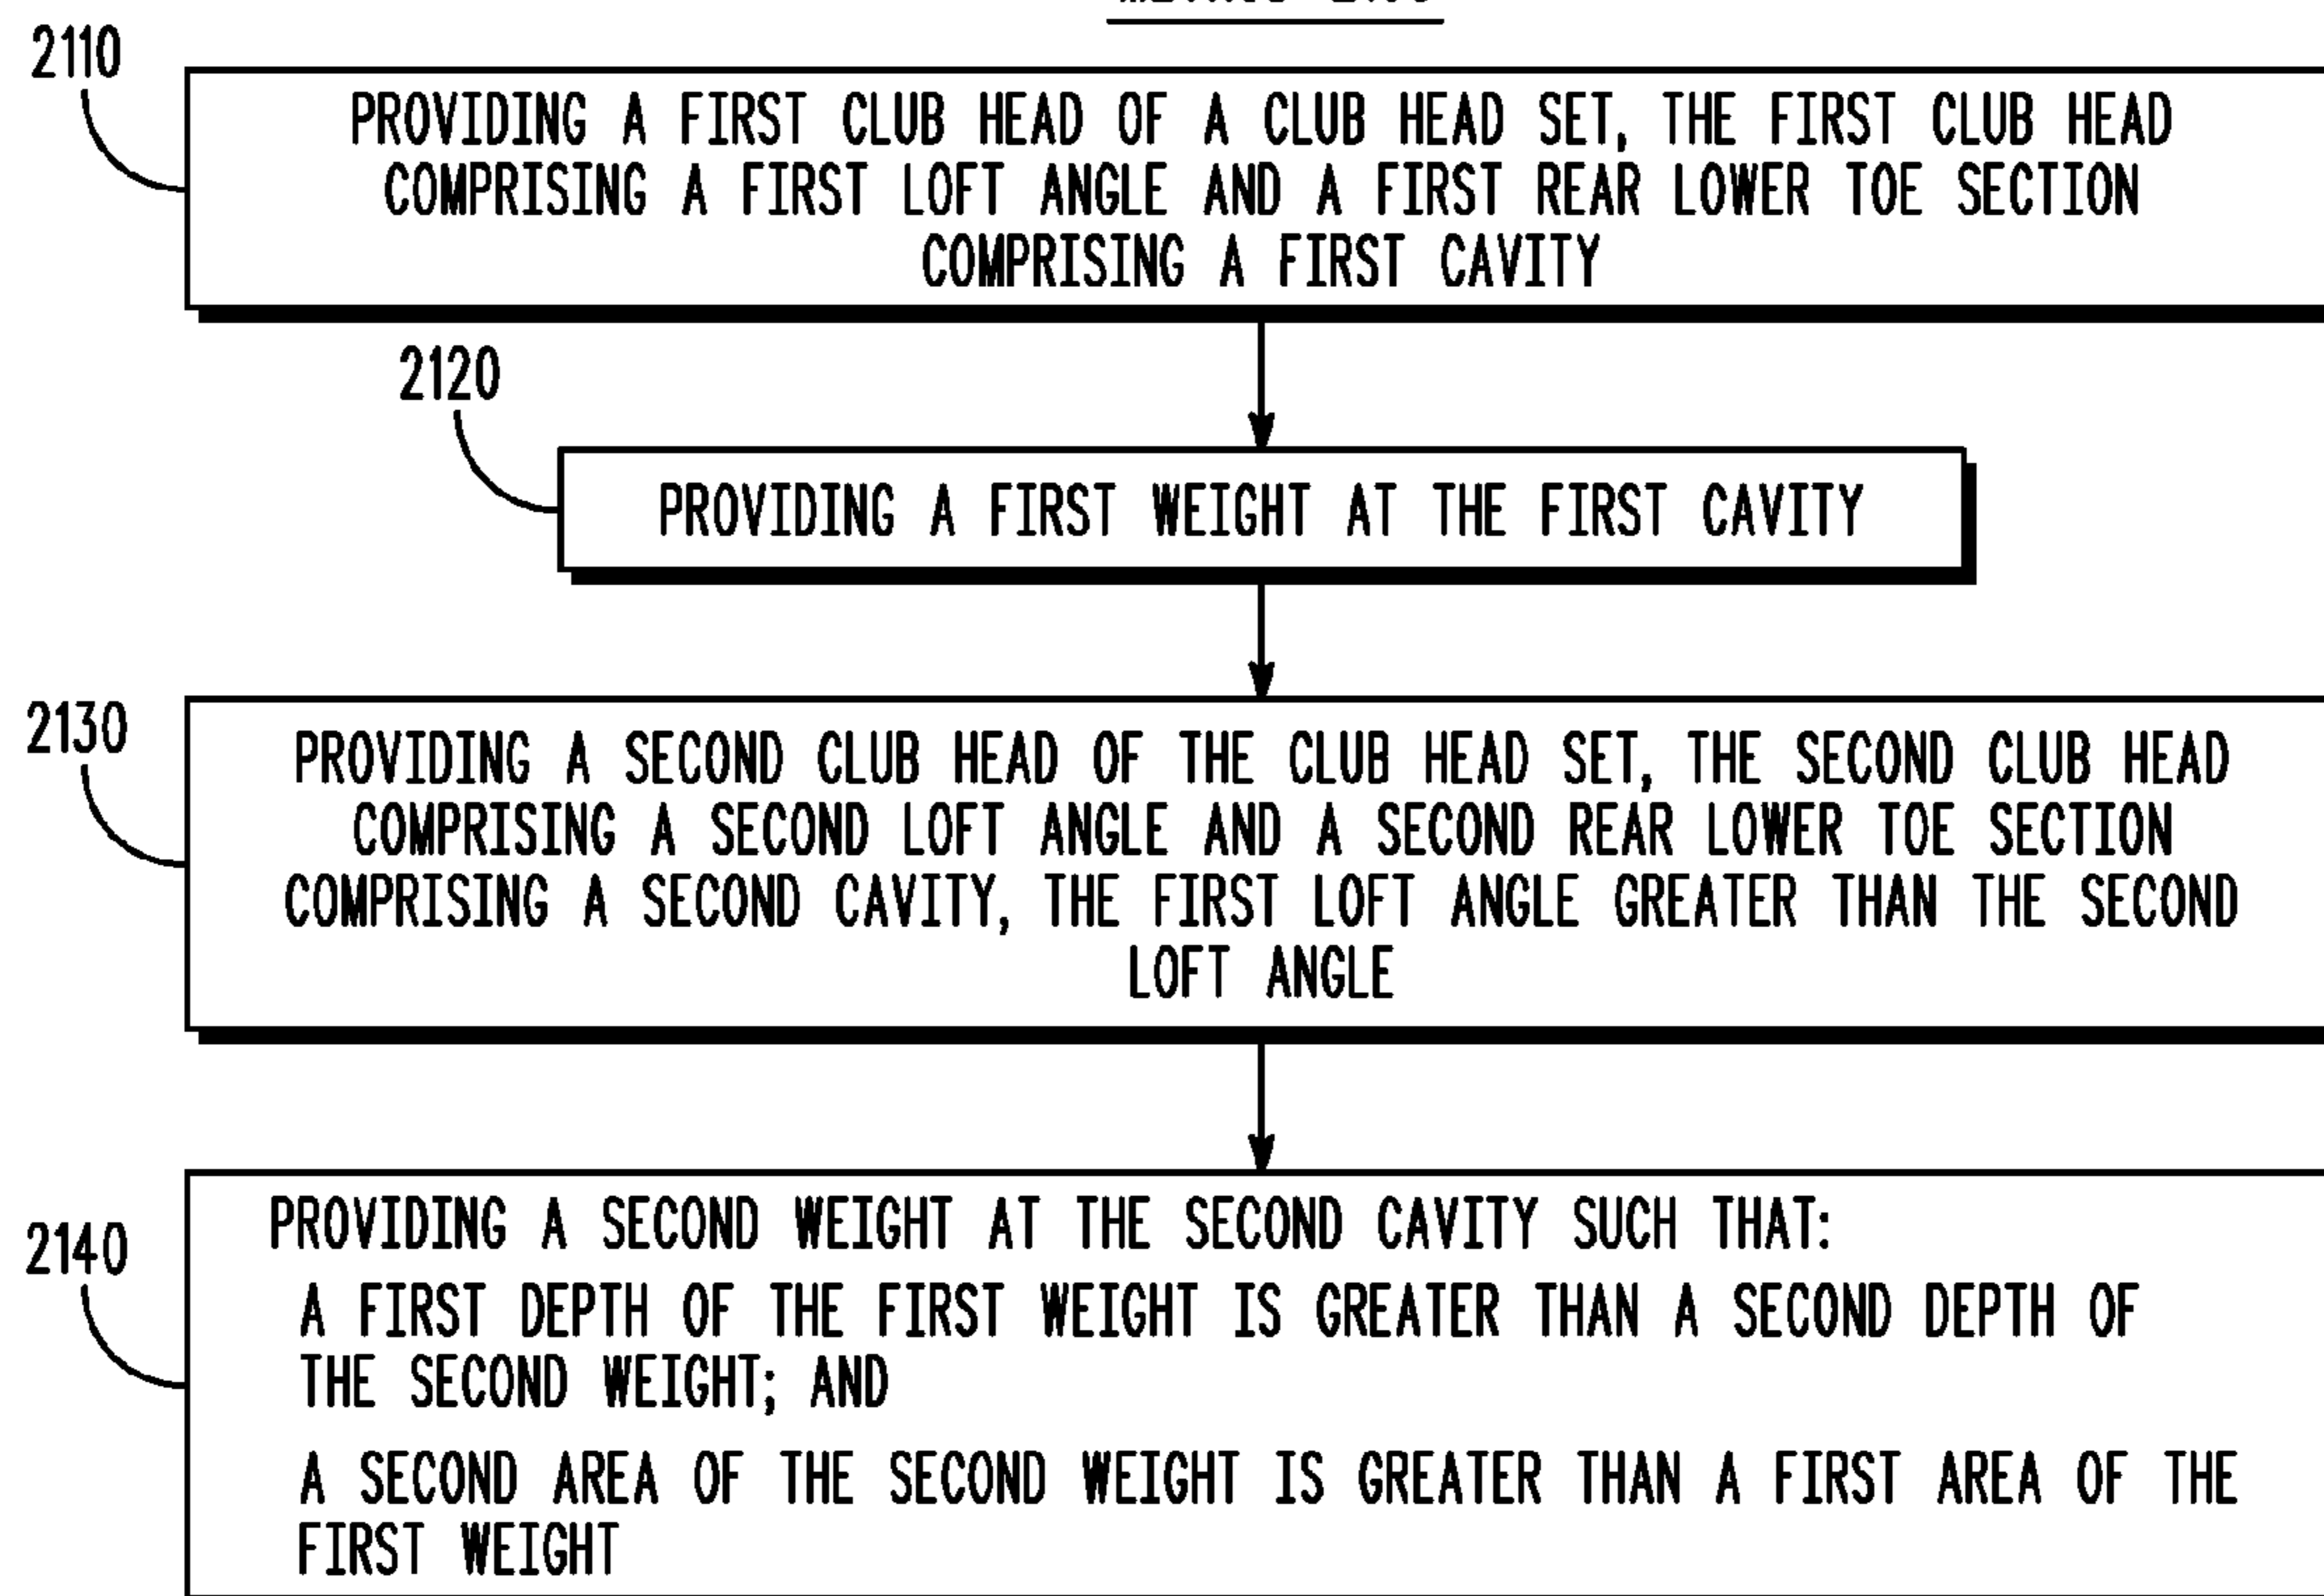 2110
PROVIDING A FIRST CLUB HEAD OF A CLUB HEAD SET, THE FIRST CLUB HEAD
COMPRISING A FIRST LOFT ANGLE AND A FIRST REAR LOWER TOE SECTION
COMPRISING A FIRST CAVITY
2120
PROVIDING A FIRST WEIGHT AT THE FIRST CAVITY
2130
PROVIDING A SECOND CLUB HEAD OF THE CLUB HEAD SET, THE SECOND CLUB HEAD
COMPRISING A SECOND LOFT ANGLE AND A SECOND REAR LOWER TOE SECTION
COMPRISING A SECOND CAVITY, THE FIRST LOFT ANGLE GREATER THAN THE SECOND
LOFT ANGLE
2140
PROVIDING A SECOND WEIGHT AT THE SECOND CAVITY SUCH THAT:
A FIRST DEPTH OF THE FIRST WEIGHT IS GREATER THAN A SECOND DEPTH OF
THE SECOND WEIGHT; AND
A SECOND AREA OF THE SECOND WEIGHT IS GREATER THAN A FIRST AREA OF THE
FIRST WEIGHT